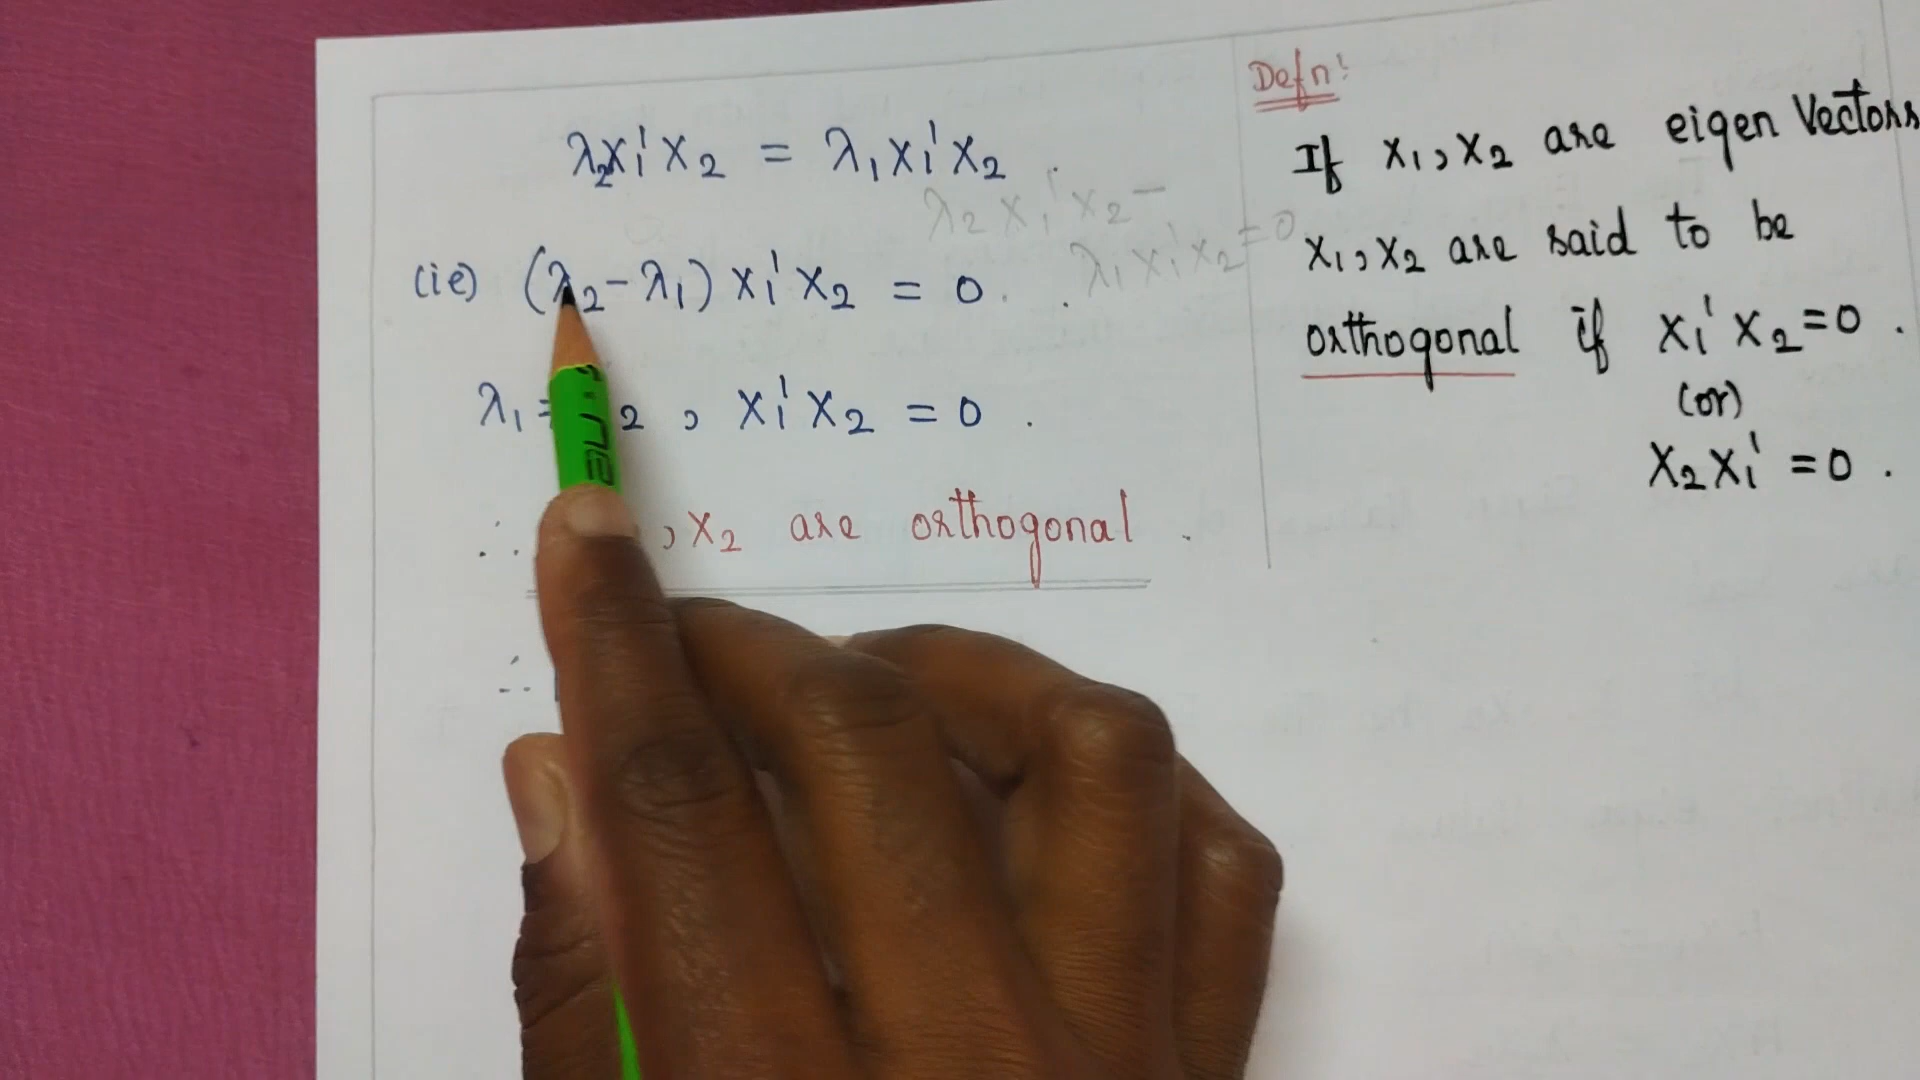 λ₂x₁'x₂ = λ₁x₁'x₂ .
λ₂x₁'x₂ −
λ₁x₁'x₂ = 0
(ie) (λ₂ − λ₁) x₁'x₂ = 0 .
λ₁ = 2 , x₁'x₂ = 0 .
∴ , x₂ are orthogonal .
∴
Defn:
If x₁, x₂ are eigen Vectors
x₁, x₂ are said to be
orthogonal if x₁'x₂ = 0 .
(or)
x₂x₁' = 0 .